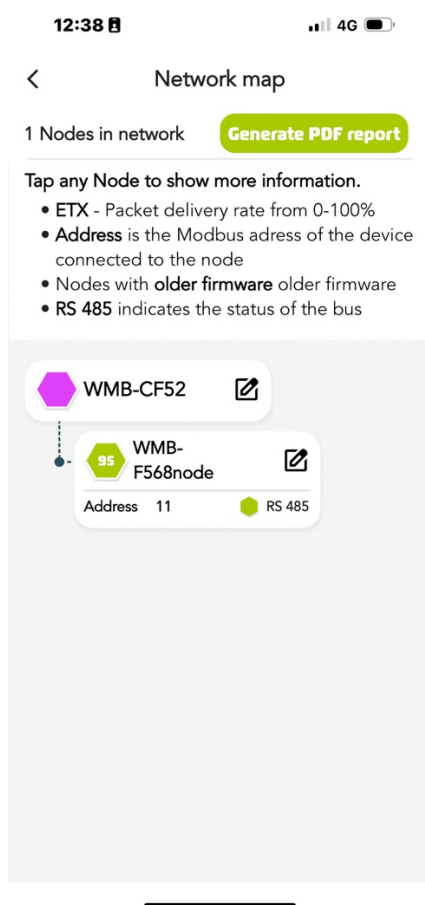 12:38
4G
Network map
1 Nodes in network
Generate PDF report
Tap any Node to show more information.
• ETX - Packet delivery rate from 0-100%
• Address is the Modbus adress of the device
connected to the node
• Nodes with older firmware older firmware
• RS 485 indicates the status of the bus
WMB-CF52
95
WMB-
F568node
Address 11
RS 485